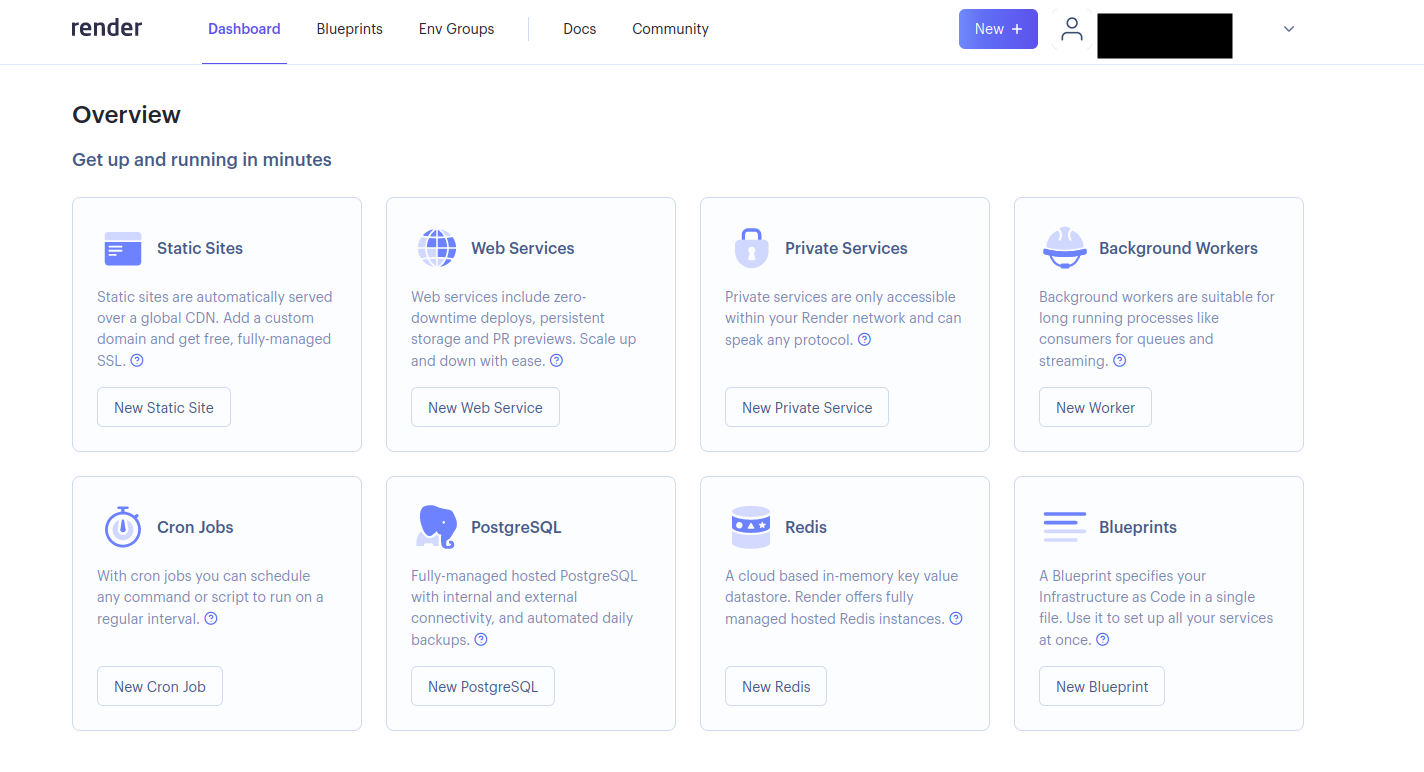 render Dashboard Blueprints Env Groups Docs Community New +
Overview
Get up and running in minutes
Static Sites
Static sites are automatically served
over a global CDN. Add a custom
domain and get free, fully-managed
SSL.
New Static Site
Web Services
Web services include zero-
downtime deploys, persistent
storage and PR previews. Scale up
and down with ease.
New Web Service
Private Services
Private services are only accessible
within your Render network and can
speak any protocol.
New Private Service
Background Workers
Background workers are suitable for
long running processes like
consumers for queues and
streaming.
New Worker
Cron Jobs
With cron jobs you can schedule
any command or script to run on a
regular interval.
New Cron Job
PostgreSQL
Fully-managed hosted PostgreSQL
with internal and external
connectivity, and automated daily
backups.
New PostgreSQL
Redis
A cloud based in-memory key value
datastore. Render offers fully
managed hosted Redis instances.
New Redis
Blueprints
A Blueprint specifies your
Infrastructure as Code in a single
file. Use it to set up all your services
at once.
New Blueprint